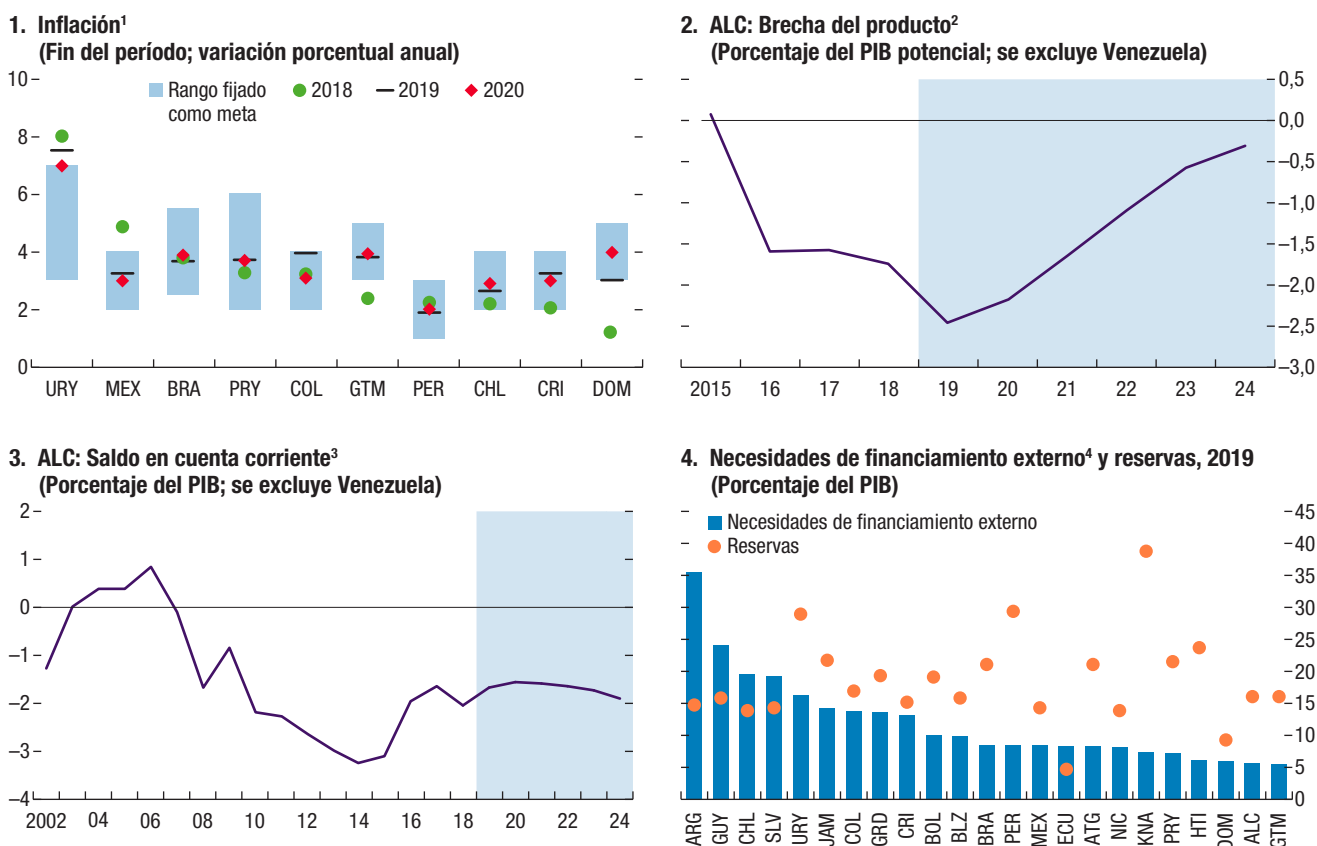 1. Inflación¹
(Fin del período; variación porcentual anual)
10
8
6
4
2
0
Rango fijado
como meta
2018
2019
2020
URY MEX BRA PRY COL GTM PER CHL CRI DOM
2. ALC: Brecha del producto²
(Porcentaje del PIB potencial; se excluye Venezuela)
0,5
0,0
–0,5
–1,0
–1,5
–2,0
–2,5
–3,0
2015 16 17 18 19 20 21 22 23 24
3. ALC: Saldo en cuenta corriente³
(Porcentaje del PIB; se excluye Venezuela)
2
1
0
–1
–2
–3
–4
2002 04 06 08 10 12 14 16 18 20 22 24
4. Necesidades de financiamiento externo⁴ y reservas, 2019
(Porcentaje del PIB)
Necesidades de financiamiento externo
Reservas
45
40
35
30
25
20
15
10
5
0
ARG GUY CHL SLV URY JAM COL GRD CRI BOL BLZ BRA PER MEX ECU ATG NIC KNA PRY HTI DOM ALC GTM